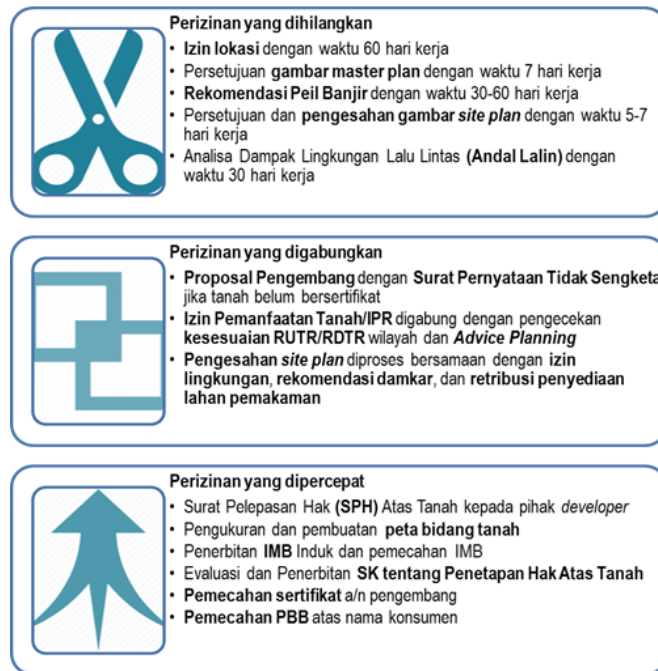 Perizinan yang dihilangkan
• Izin lokasi dengan waktu 60 hari kerja
• Persetujuan gambar master plan dengan waktu 7 hari kerja
• Rekomendasi Peil Banjir dengan waktu 30-60 hari kerja
• Persetujuan dan pengesahan gambar site plan dengan waktu 5-7
hari kerja
• Analisa Dampak Lingkungan Lalu Lintas (Andal Lalin) dengan
waktu 30 hari kerja
Perizinan yang digabungkan
• Proposal Pengembang dengan Surat Pernyataan Tidak Sengketa
jika tanah belum bersertifikat
• Izin Pemanfaatan Tanah/IPR digabung dengan pengecekan
kesesuaian RUTR/RDTR wilayah dan Advice Planning
• Pengesahan site plan diproses bersamaan dengan izin
lingkungan, rekomendasi damkar, dan retribusi penyediaan
lahan pemakaman
Perizinan yang dipercepat
• Surat Pelepasan Hak (SPH) Atas Tanah kepada pihak developer
• Pengukuran dan pembuatan peta bidang tanah
• Penerbitan IMB Induk dan pemecahan IMB
• Evaluasi dan Penerbitan SK tentang Penetapan Hak Atas Tanah
• Pemecahan sertifikat a/n pengembang
• Pemecahan PBB atas nama konsumen